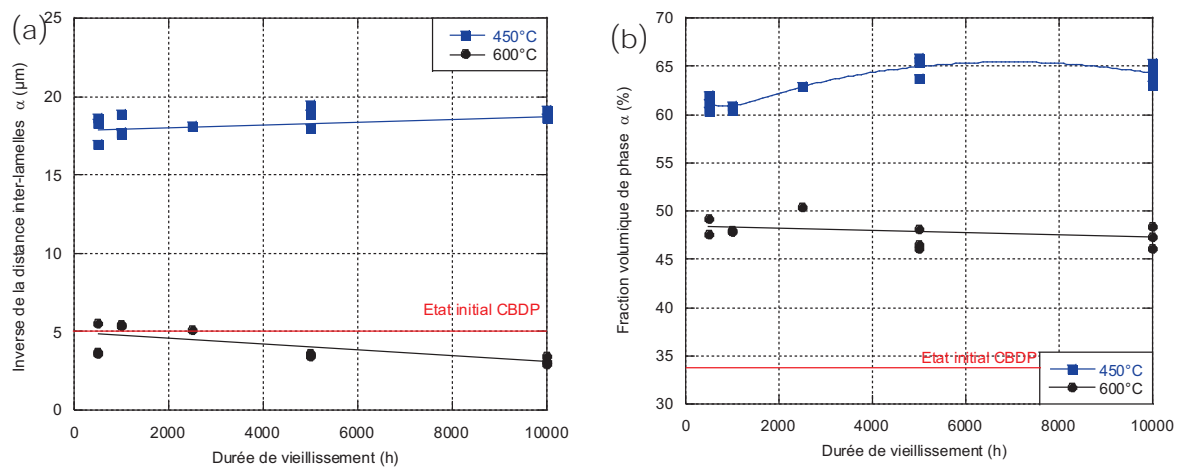 (a)
Inverse de la distance inter-lamelles α (µm)
25
20
15
10
5
0
450°C
600°C
Etat initial CBDP
0 2000 4000 6000 8000 10000
Durée de vieillissement (h)
(b)
Fraction volumique de phase α (%)
70
65
60
55
50
45
40
35
30
Etat initial CBDP
450°C
600°C
0 2000 4000 6000 8000 10000
Durée de vieillissement (h)